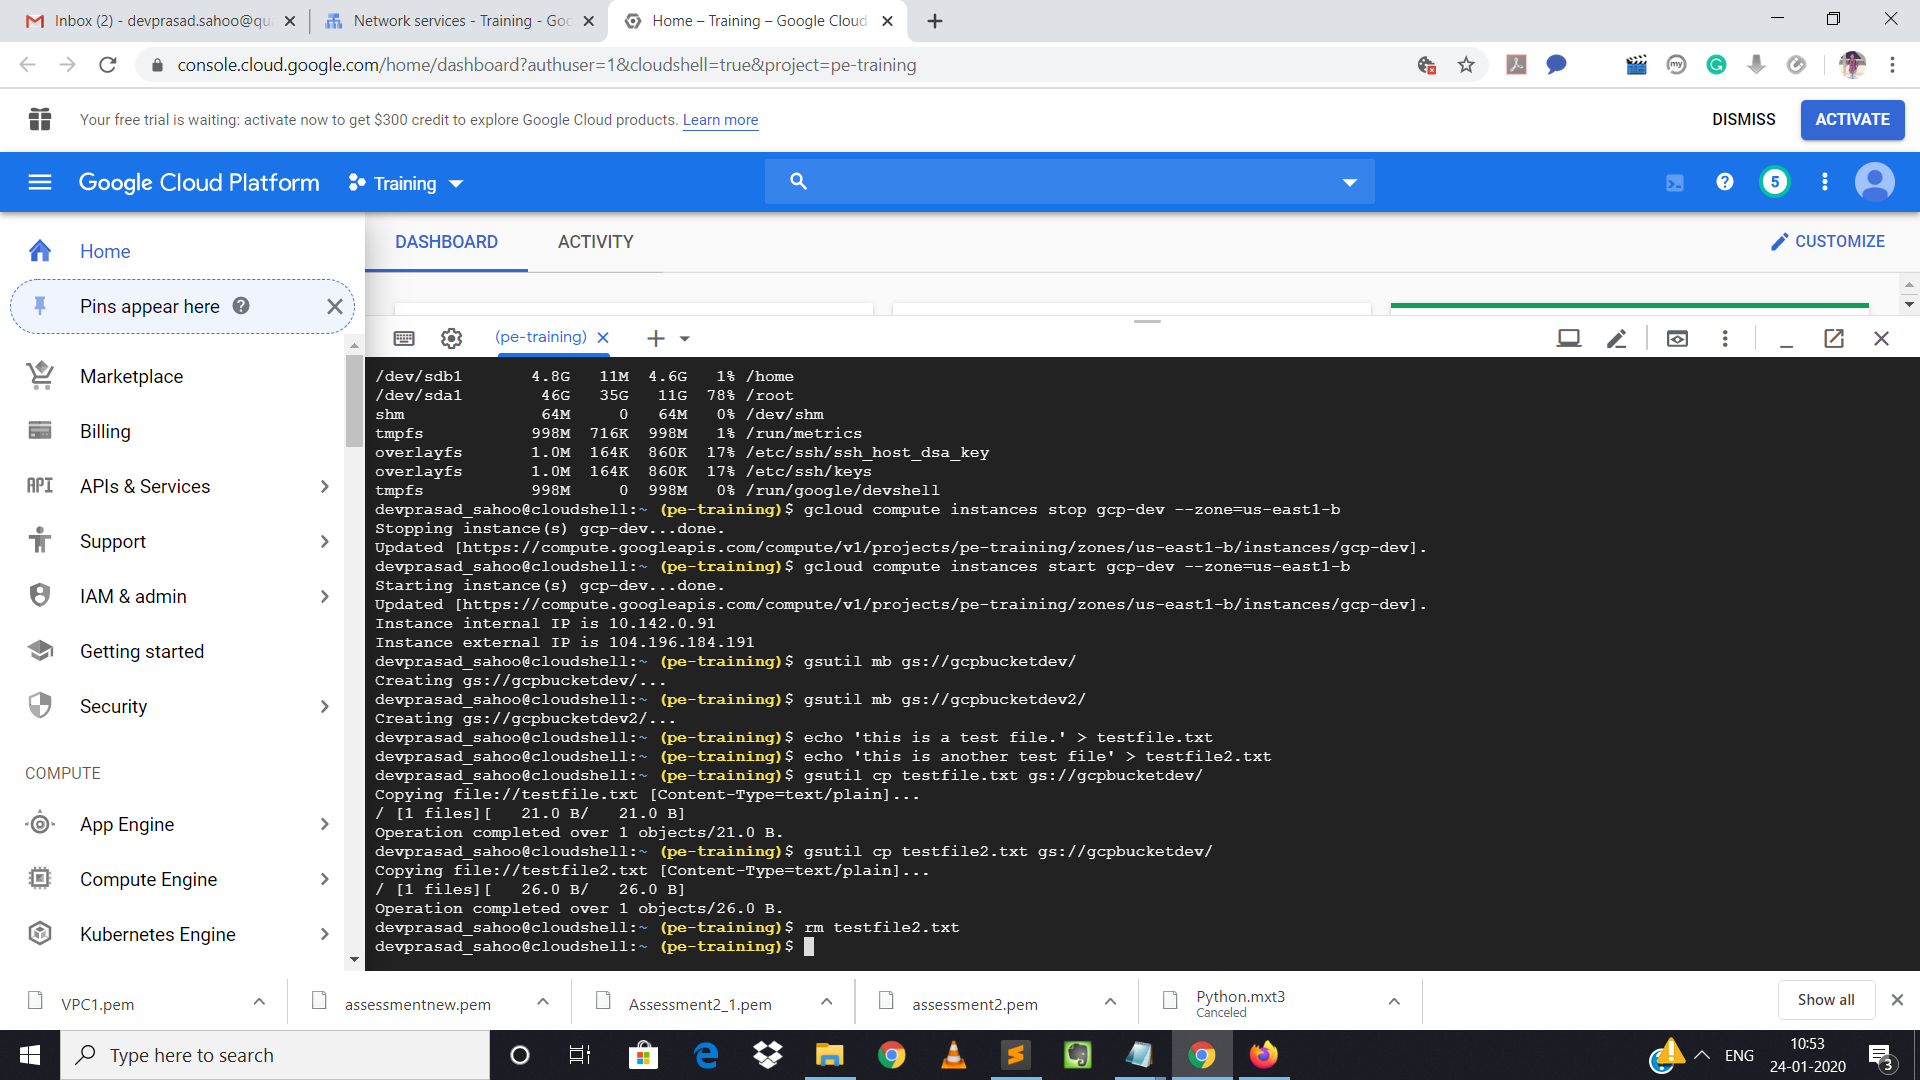 Inbox (2) - devprasad.sahoo@qu
Network services - Training - Goo
Home – Training – Google Cloud
console.cloud.google.com/home/dashboard?authuser=1&cloudshell=true&project=pe-training
Your free trial is waiting: activate now to get $300 credit to explore Google Cloud products. Learn more
DISMISS
ACTIVATE
Google Cloud Platform
Training
5
Home
DASHBOARD
ACTIVITY
CUSTOMIZE
Pins appear here
(pe-training)
Marketplace
Billing
API APIs & Services
Support
IAM & admin
Getting started
Security
COMPUTE
App Engine
Compute Engine
Kubernetes Engine
/dev/sdb1 4.8G 11M 4.6G 1% /home
/dev/sda1 46G 35G 11G 78% /root
shm 64M 0 64M 0% /dev/shm
tmpfs 998M 716K 998M 1% /run/metrics
overlayfs 1.0M 164K 860K 17% /etc/ssh/ssh_host_dsa_key
overlayfs 1.0M 164K 860K 17% /etc/ssh/keys
tmpfs 998M 0 998M 0% /run/google/devshell
devprasad_sahoo@cloudshell:~ (pe-training)$ gcloud compute instances stop gcp-dev --zone=us-east1-b
Stopping instance(s) gcp-dev...done.
Updated [https://compute.googleapis.com/compute/v1/projects/pe-training/zones/us-east1-b/instances/gcp-dev].
devprasad_sahoo@cloudshell:~ (pe-training)$ gcloud compute instances start gcp-dev --zone=us-east1-b
Starting instance(s) gcp-dev...done.
Updated [https://compute.googleapis.com/compute/v1/projects/pe-training/zones/us-east1-b/instances/gcp-dev].
Instance internal IP is 10.142.0.91
Instance external IP is 104.196.184.191
devprasad_sahoo@cloudshell:~ (pe-training)$ gsutil mb gs://gcpbucketdev/
Creating gs://gcpbucketdev/...
devprasad_sahoo@cloudshell:~ (pe-training)$ gsutil mb gs://gcpbucketdev2/
Creating gs://gcpbucketdev2/...
devprasad_sahoo@cloudshell:~ (pe-training)$ echo 'this is a test file.' > testfile.txt
devprasad_sahoo@cloudshell:~ (pe-training)$ echo 'this is another test file' > testfile2.txt
devprasad_sahoo@cloudshell:~ (pe-training)$ gsutil cp testfile.txt gs://gcpbucketdev/
Copying file://testfile.txt [Content-Type=text/plain]...
/ [1 files][ 21.0 B/ 21.0 B]
Operation completed over 1 objects/21.0 B.
devprasad_sahoo@cloudshell:~ (pe-training)$ gsutil cp testfile2.txt gs://gcpbucketdev/
Copying file://testfile2.txt [Content-Type=text/plain]...
/ [1 files][ 26.0 B/ 26.0 B]
Operation completed over 1 objects/26.0 B.
devprasad_sahoo@cloudshell:~ (pe-training)$ rm testfile2.txt
devprasad_sahoo@cloudshell:~ (pe-training)$
VPC1.pem
assessmentnew.pem
Assessment2_1.pem
assessment2.pem
Python.mxt3
Canceled
Show all
Type here to search
ENG
10:53
24-01-2020
3